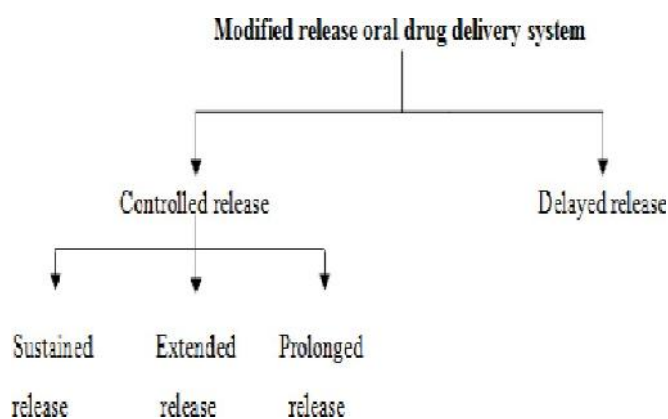 Modified release oral drug delivery system
Controlled release
Delayed release
Sustained release
Extended release
Prolonged release